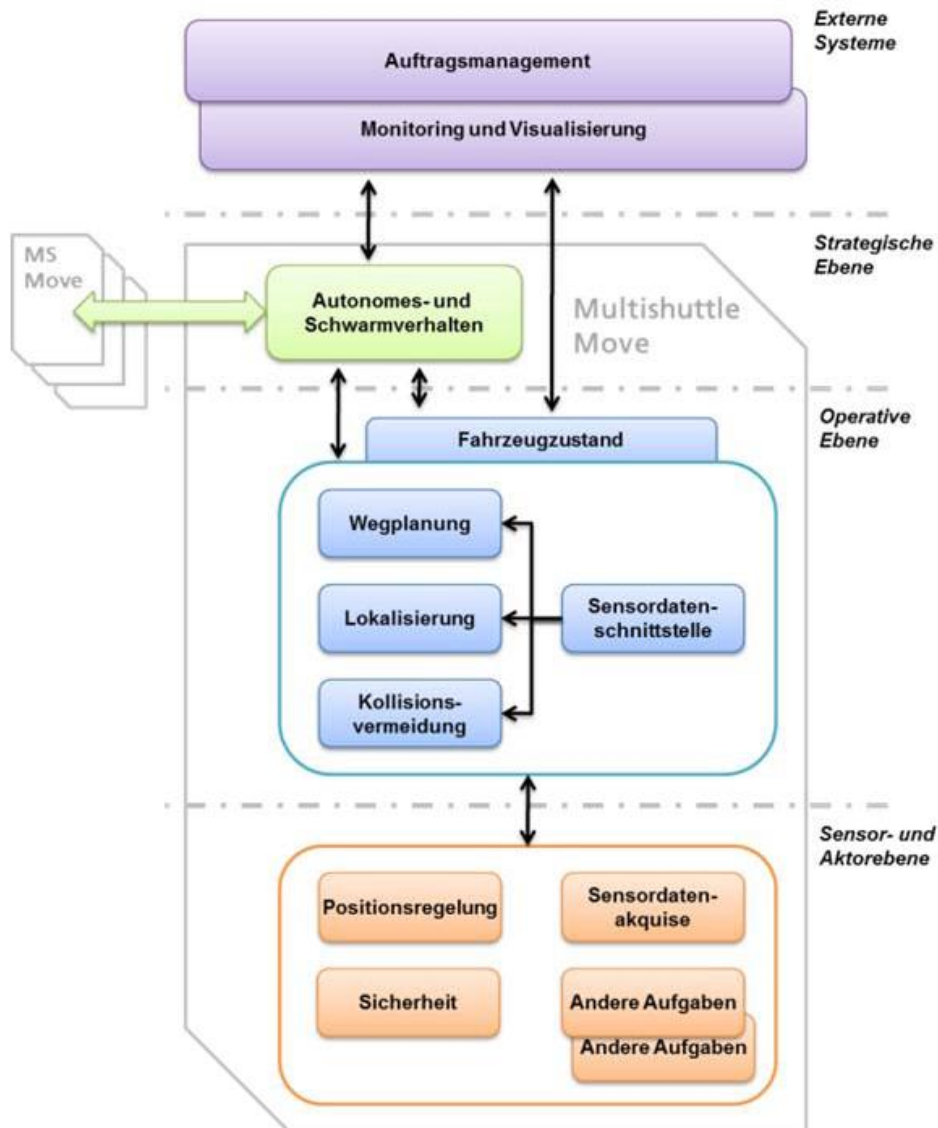 Externe
Systeme
Auftragsmanagement
Monitoring und Visualisierung
Strategische
Ebene
MS
Move
Autonomes- und
Schwarmverhalten
Multishuttle
Move
Operative
Ebene
Fahrzeugzustand
Wegplanung
Lokalisierung
Sensordaten-
schnittstelle
Kollisions-
vermeidung
Sensor- und
Aktorebene
Positionsregelung
Sensordaten-
akquise
Sicherheit
Andere Aufgaben
Andere Aufgaben